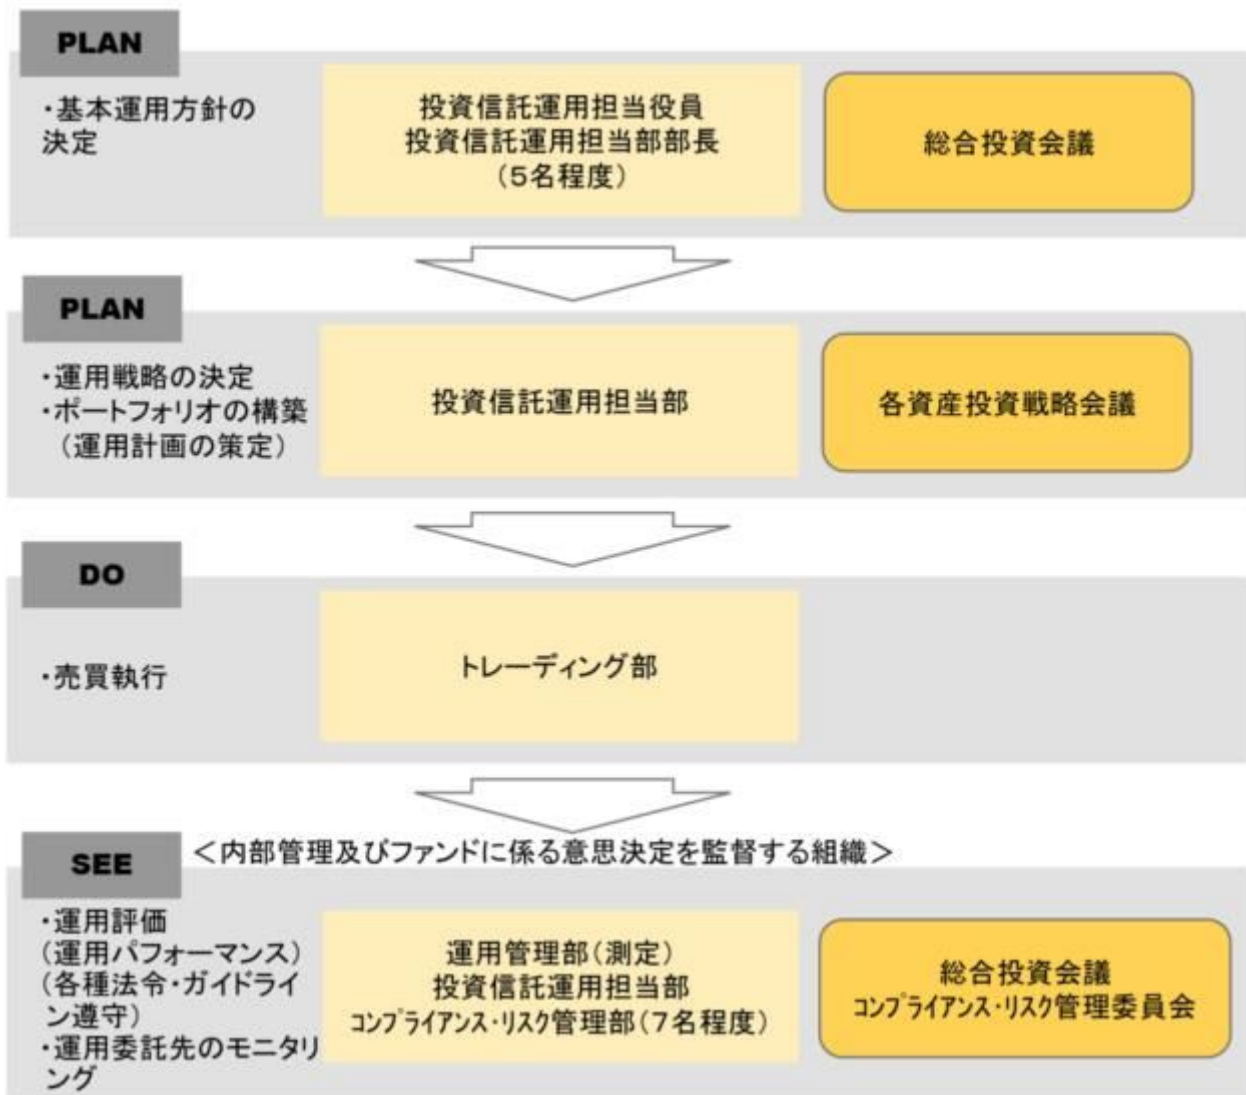 PLAN
・基本運用方針の
決定
投資信託運用担当役員
投資信託運用担当部部長
(5名程度)
総合投資会議
PLAN
・運用戦略の決定
・ポートフォリオの構築
(運用計画の策定)
投資信託運用担当部
各資産投資戦略会議
DO
・売買執行
トレーディング部
SEE
＜内部管理及びファンドに係る意思決定を監督する組織＞
・運用評価
(運用パフォーマンス)
(各種法令・ガイドライ
ン遵守)
・運用委託先のモニタリ
ング
運用管理部(測定)
投資信託運用担当部
ｺﾝﾌﾟﾗｲｱﾝｽ･ﾘｽｸ管理部(7名程度)
総合投資会議
ｺﾝﾌﾟﾗｲｱﾝｽ･ﾘｽｸ管理委員会